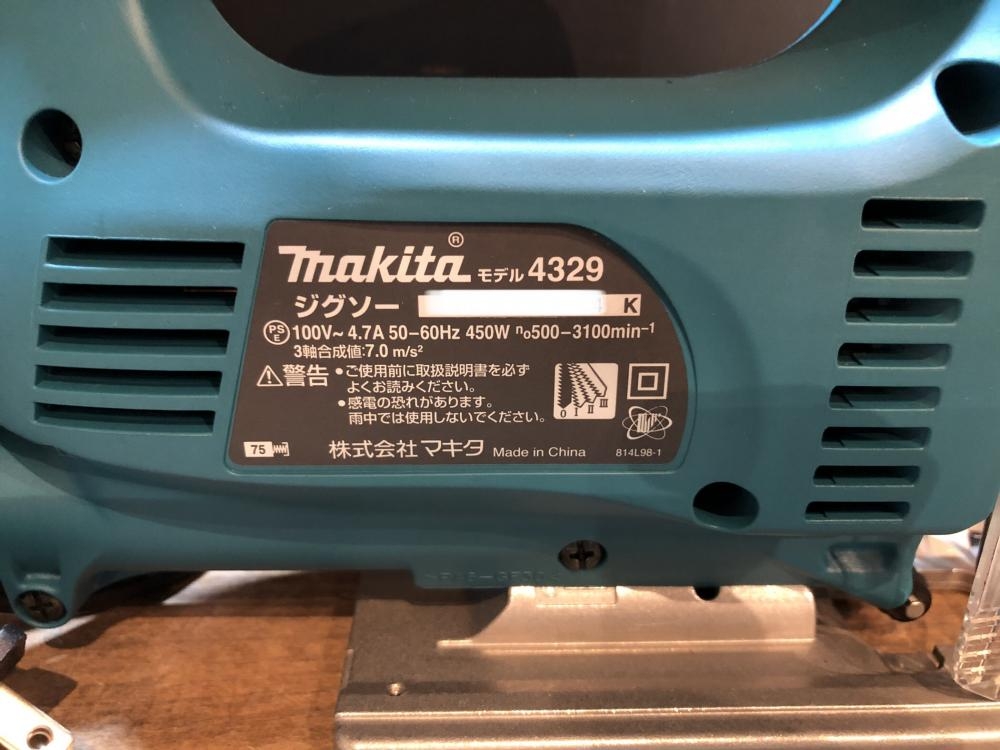 makita® モデル 4329
ジグソー K
PS E 100V～ 4.7A 50–60Hz 450W n₀500–3100min⁻¹
3軸合成値:7.0 m/s²
⚠警告 •ご使用前に取扱説明書を必ず
よくお読みください。
•感電の恐れがあります。
雨中では使用しないでください。
0 I II III
75
株式会社 マキタ Made in China 814L98-1